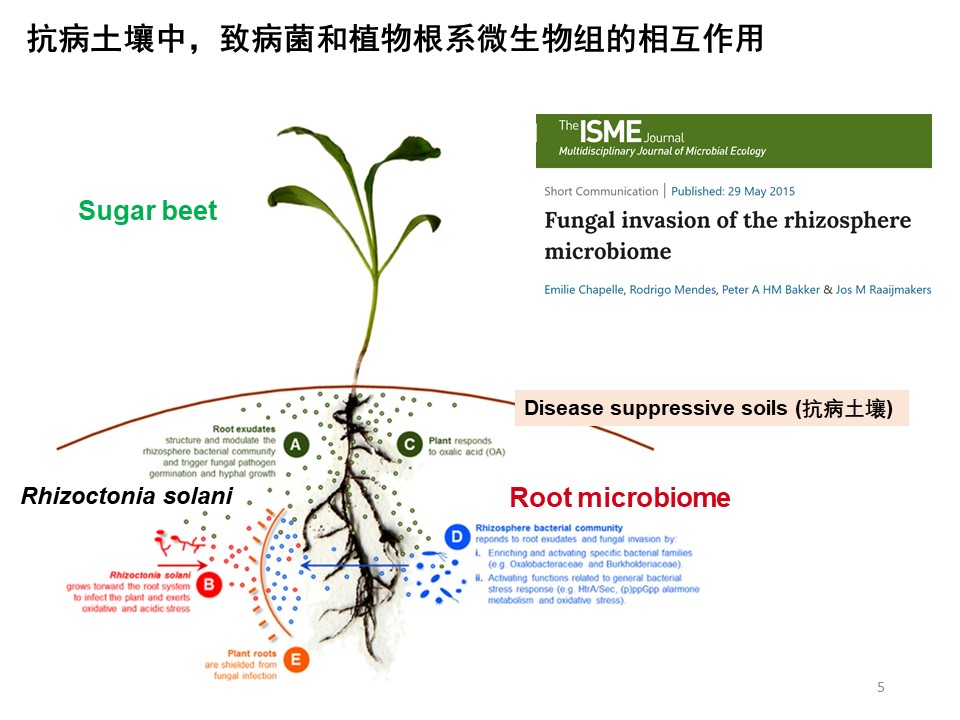 抗病土壤中，致病菌和植物根系微生物组的相互作用
The ISME Journal
Multidisciplinary Journal of Microbial Ecology
Short Communication | Published: 29 May 2015
Fungal invasion of the rhizosphere
microbiome
Emilie Chapelle, Rodrigo Mendes, Peter A HM Bakker & Jos M Raaijmakers
Sugar beet
Disease suppressive soils (抗病土壤)
Root exudates
structure and modulate the
rhizosphere bacterial community
and trigger fungal pathogen
germination and hyphal growth
A
C
Plant responds
to oxalic acid (OA)
Rhizoctonia solani
Root microbiome
Rhizoctonia solani
grows forward the root system
to infect the plant and exerts
oxidative and acidic stress
B
D
Rhizosphere bacterial community
reponds to root exudates and fungal invasion by:
i. Enriching and activating specific bacterial families
(e.g. Oxalobacteraceae and Burkholderiaceae).
ii. Activating functions related to general bacterial
stress response (e.g. HtrA/Sec, (p)ppGpp alarmone
metabolism and oxidative stress).
Plant roots
are shielded from
fungal infection
E
5